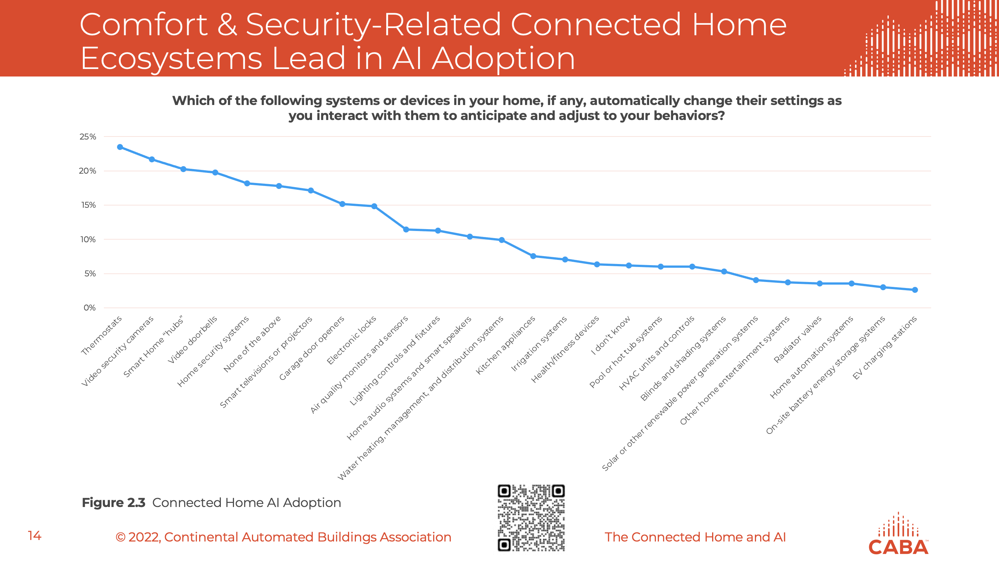 Comfort & Security-Related Connected Home
Ecosystems Lead in AI Adoption
Which of the following systems or devices in your home, if any, automatically change their settings as
you interact with them to anticipate and adjust to your behaviors?
25%
20%
15%
10%
5%
0%
Thermostats
Video security cameras
Smart Home “hubs”
Video doorbells
Home security systems
None of the above
Smart televisions or projectors
Garage door openers
Electronic locks
Air quality monitors and sensors
Lighting controls and fixtures
Home audio systems and smart speakers
Water heating, management, and distribution systems
Kitchen appliances
Irrigation systems
Health/fitness devices
I don’t know
Pool or hot tub systems
HVAC units and controls
Blinds and shading systems
Solar or other renewable power generation systems
Other home entertainment systems
Radiator valves
Home automation systems
On-site battery energy storage systems
EV charging stations
Figure 2.3 Connected Home AI Adoption
14
© 2022, Continental Automated Buildings Association
The Connected Home and AI
CABA™